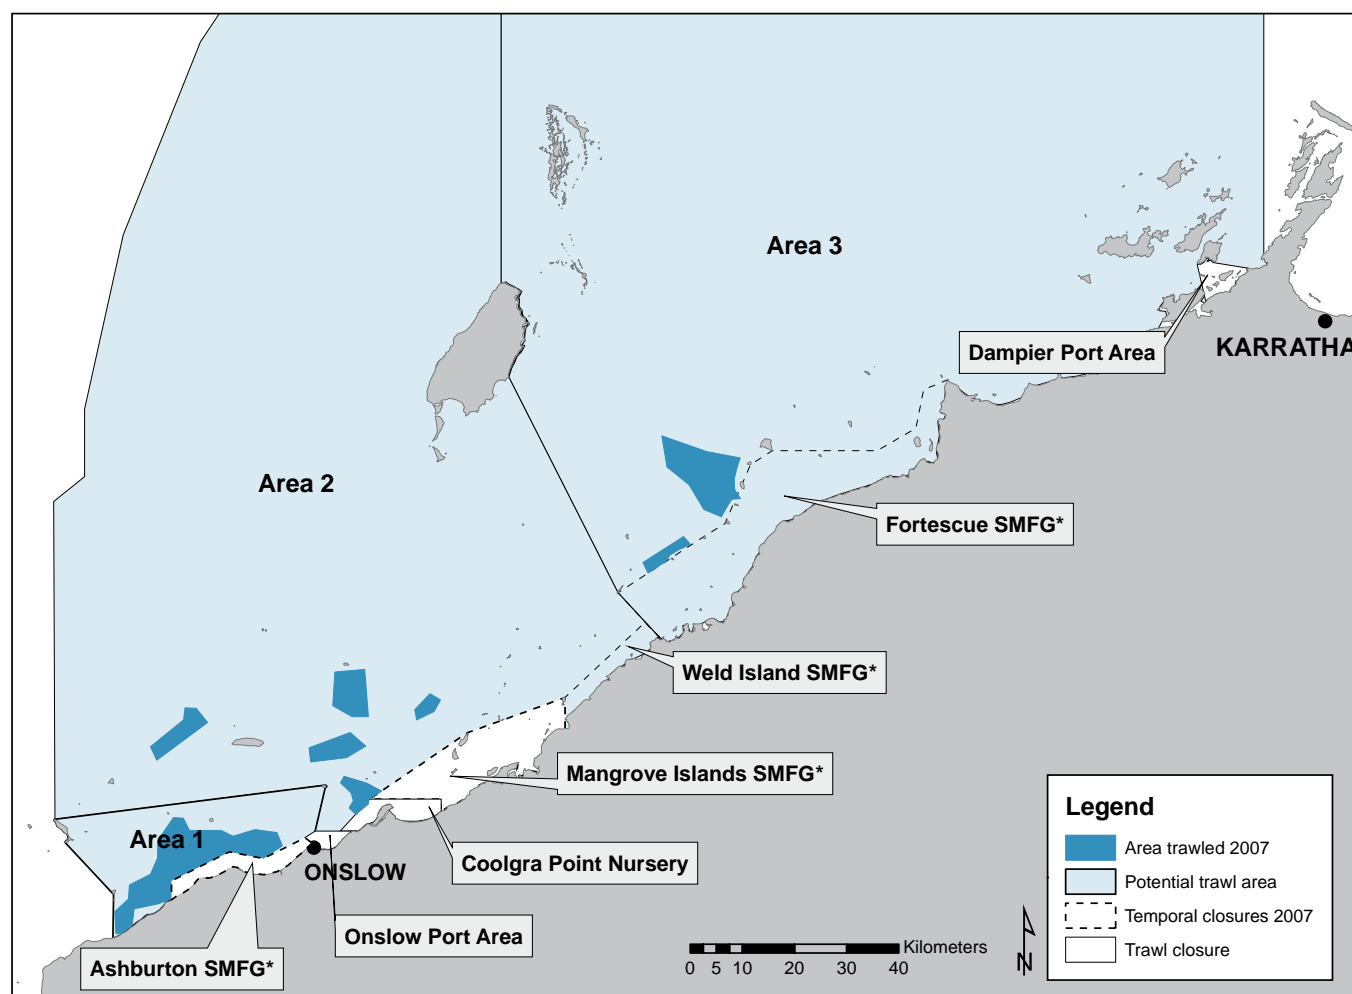 Area 3
Dampier Port Area
KARRATHA
Area 2
Fortescue SMFG*
Weld Island SMFG*
Mangrove Islands SMFG*
Area 1
Coolgra Point Nursery
ONSLOW
Onslow Port Area
Ashburton SMFG*
Kilometers
0 5 10 20 30 40
N
Legend
Area trawled 2007
Potential trawl area
Temporal closures 2007
Trawl closure